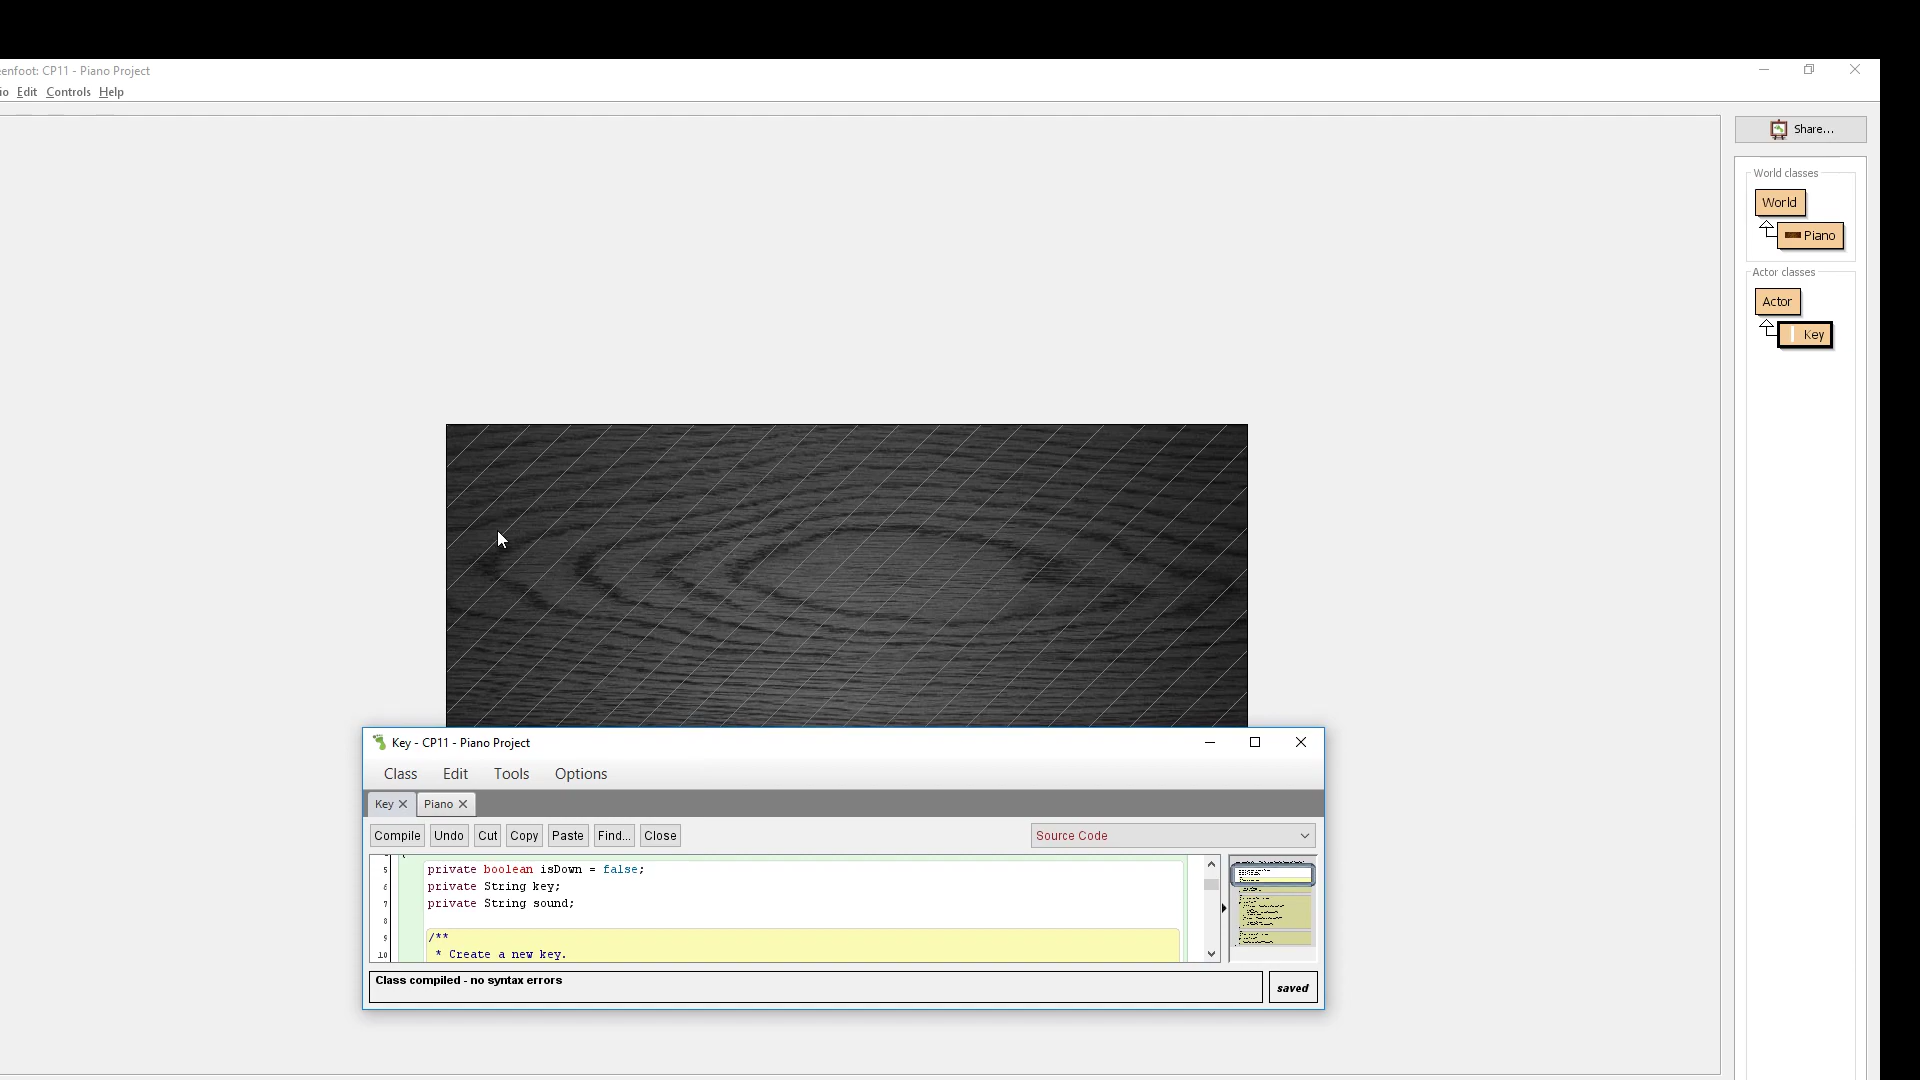 eenfoot: CP11 - Piano Project
io Edit Controls Help
Share...
World classes
World
Piano
Actor classes
Actor
Key
Key - CP11 - Piano Project
Class Edit Tools Options
Key Piano
Compile Undo Cut Copy Paste Find... Close Source Code
5 private boolean isDown = false;
6 private String key;
7 private String sound;
8
9 /**
10 * Create a new key.
Class compiled - no syntax errors
saved